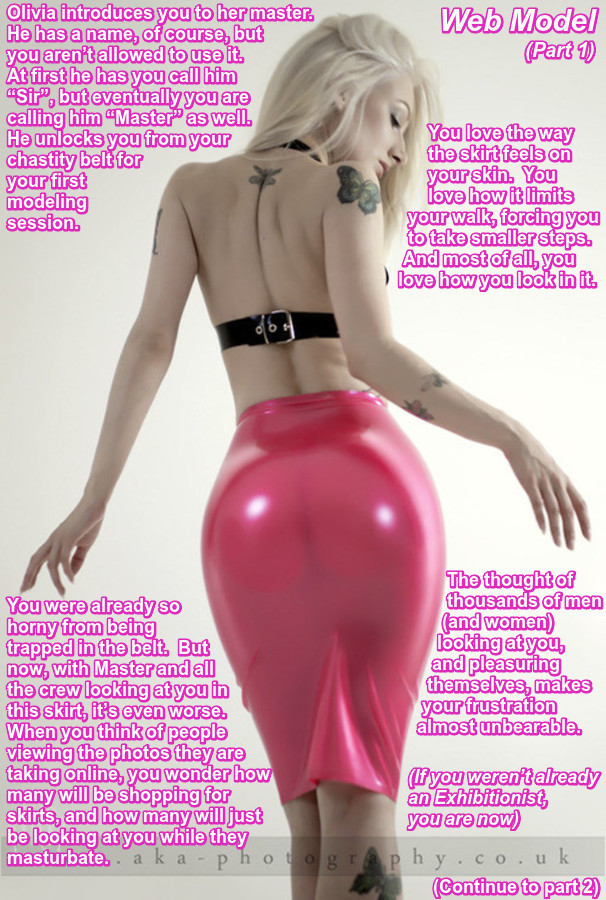 Web Model
(Part 1)
Olivia introduces you to her master.
He has a name, of course, but
you aren't allowed to use it.
At first he has you call him
“Sir”, but eventually you are
calling him “Master” as well.
He unlocks you from your
chastity belt for
your first
modeling
session.
You love the way
the skirt feels on
your skin. You
love how it limits
your walk, forcing you
to take smaller steps.
And most of all, you
love how you look in it.
You were already so
horny from being
trapped in the belt. But
now, with Master and all
the crew looking at you in
this skirt, it's even worse.
When you think of people
viewing the photos they are
taking online, you wonder how
many will be shopping for
skirts, and how many will just
be looking at you while they
masturbate.
The thought of
thousands of men
(and women)
looking at you,
and pleasuring
themselves, makes
your frustration
almost unbearable.
(If you weren't already
an Exhibitionist,
you are now)
.aka-photography.co.uk
(Continue to part 2)